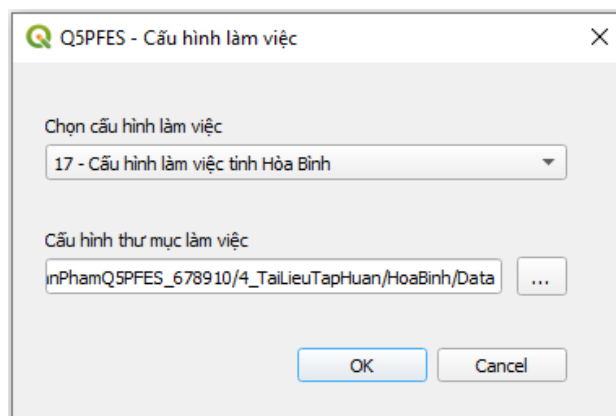 Q5PFES - Cấu hình làm việc
Chọn cấu hình làm việc
17 - Cấu hình làm việc tỉnh Hòa Bình
Cấu hình thư mục làm việc
nPhamQ5PFES_678910/4_TaiLieuTapHuan/HoaBinh/Data
...
OK
Cancel